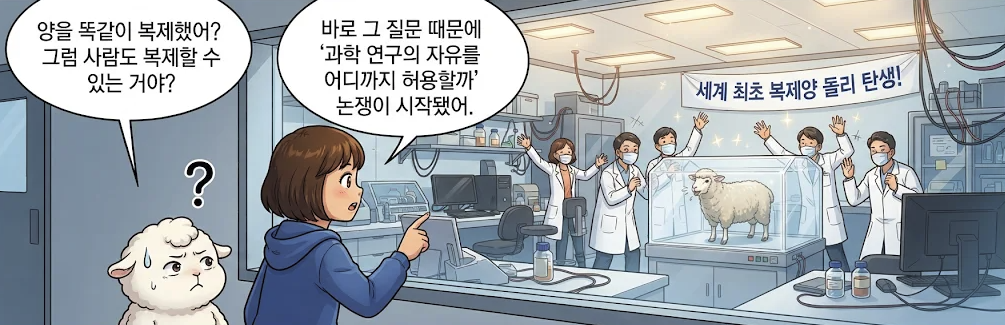 양을 똑같이 복제했어?
그럼 사람도 복제할 수
있는 거야?
바로 그 질문 때문에
‘과학 연구의 자유를
어디까지 허용할까’
논쟁이 시작됐어.
세계 최초 복제양 돌리 탄생!
?